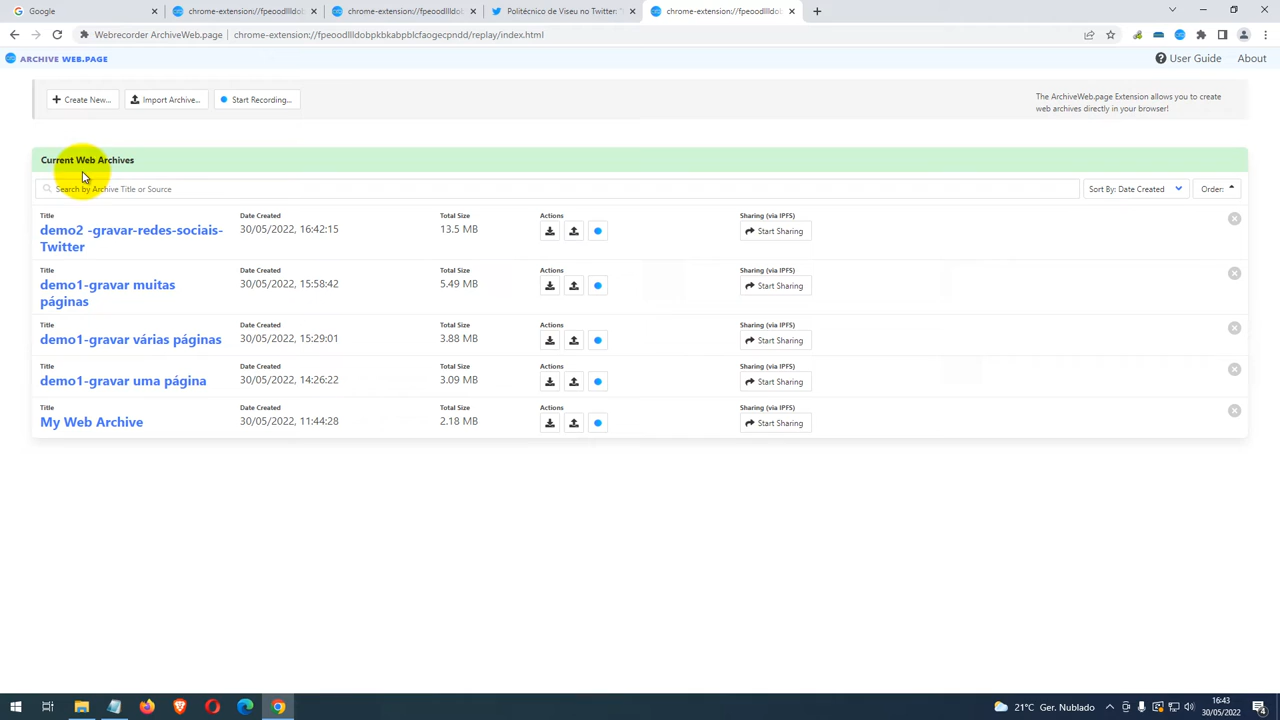 Google
chrome-extension://fpeoodllldob
chrome-extension://fpeoodllldob
Politécnico de Viseu no Twitter: "
chrome-extension://fpeoodllldob
Webrecorder ArchiveWeb.page
chrome-extension://fpeoodllldobpkbkabpblcfaogecpndd/replay/index.html
ARCHIVE WEB.PAGE
User Guide
About
Create New...
Import Archive...
Start Recording...
The ArchiveWeb.page Extension allows you to create
web archives directly in your browser!
Current Web Archives
Search by Archive Title or Source
Sort By: Date Created
Order:
Title Date Created Total Size Actions Sharing (via IPFS)
demo2 -gravar-redes-sociais-
Twitter
30/05/2022, 16:42:15 13.5 MB Start Sharing
Title Date Created Total Size Actions Sharing (via IPFS)
demo1-gravar muitas
páginas
30/05/2022, 15:58:42 5.49 MB Start Sharing
Title Date Created Total Size Actions Sharing (via IPFS)
demo1-gravar várias páginas 30/05/2022, 15:29:01 3.88 MB Start Sharing
Title Date Created Total Size Actions Sharing (via IPFS)
demo1-gravar uma página 30/05/2022, 14:26:22 3.09 MB Start Sharing
Title Date Created Total Size Actions Sharing (via IPFS)
My Web Archive 30/05/2022, 11:44:28 2.18 MB Start Sharing
21°C Ger. Nublado
16:43
30/05/2022
4